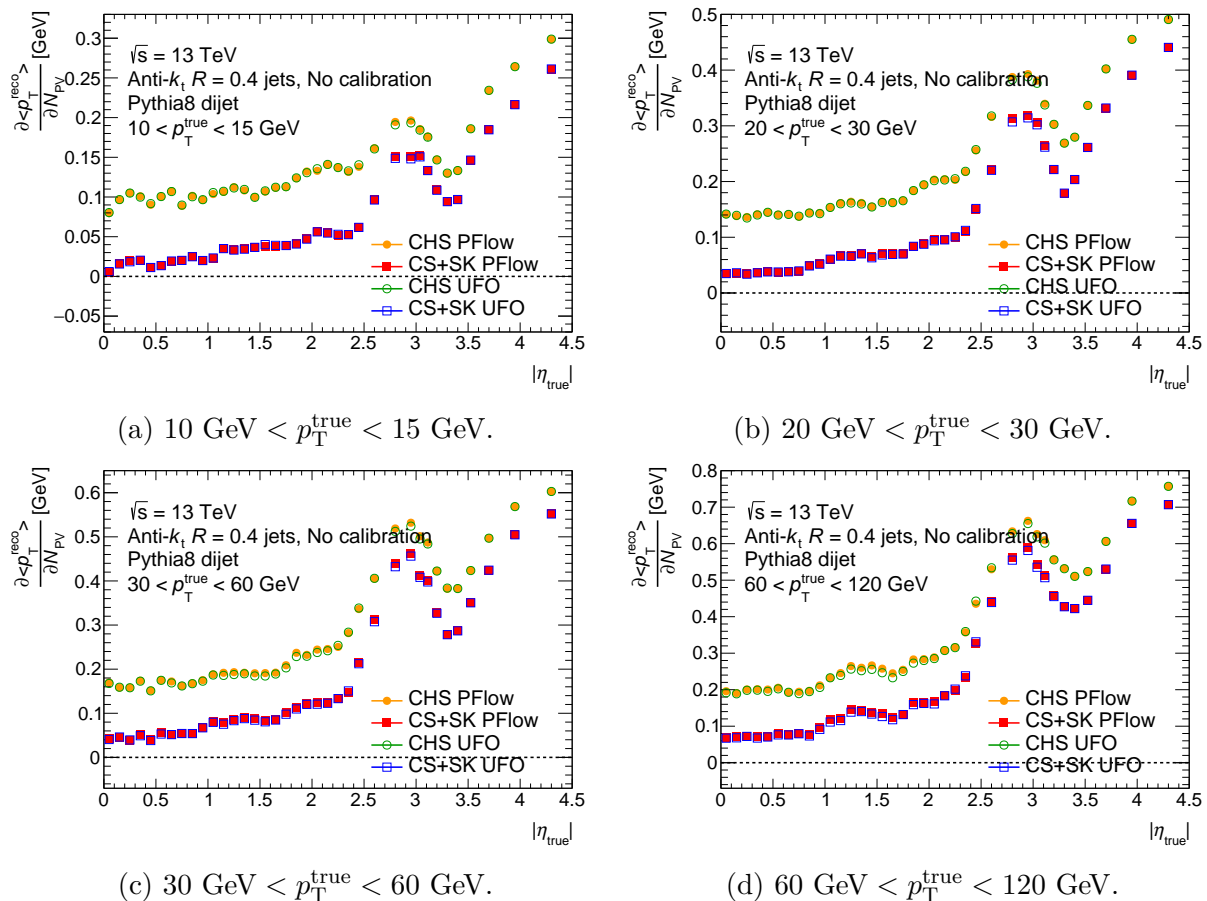 ∂<p_T^reco>/∂N_PV [GeV]
0.3
0.25
0.2
0.15
0.1
0.05
0
−0.05
√s = 13 TeV
Anti-k_t R = 0.4 jets, No calibration
Pythia8 dijet
10 < p_T^true < 15 GeV
CHS PFlow
CS+SK PFlow
CHS UFO
CS+SK UFO
0 0.5 1 1.5 2 2.5 3 3.5 4 4.5
|η_true|
(a) 10 GeV < p_T^true < 15 GeV.
∂<p_T^reco>/∂N_PV [GeV]
0.5
0.4
0.3
0.2
0.1
0
√s = 13 TeV
Anti-k_t R = 0.4 jets, No calibration
Pythia8 dijet
20 < p_T^true < 30 GeV
CHS PFlow
CS+SK PFlow
CHS UFO
CS+SK UFO
0 0.5 1 1.5 2 2.5 3 3.5 4 4.5
|η_true|
(b) 20 GeV < p_T^true < 30 GeV.
∂<p_T^reco>/∂N_PV [GeV]
0.6
0.5
0.4
0.3
0.2
0.1
0
√s = 13 TeV
Anti-k_t R = 0.4 jets, No calibration
Pythia8 dijet
30 < p_T^true < 60 GeV
CHS PFlow
CS+SK PFlow
CHS UFO
CS+SK UFO
0 0.5 1 1.5 2 2.5 3 3.5 4 4.5
|η_true|
(c) 30 GeV < p_T^true < 60 GeV.
∂<p_T^reco>/∂N_PV [GeV]
0.8
0.7
0.6
0.5
0.4
0.3
0.2
0.1
0
√s = 13 TeV
Anti-k_t R = 0.4 jets, No calibration
Pythia8 dijet
60 < p_T^true < 120 GeV
CHS PFlow
CS+SK PFlow
CHS UFO
CS+SK UFO
0 0.5 1 1.5 2 2.5 3 3.5 4 4.5
|η_true|
(d) 60 GeV < p_T^true < 120 GeV.